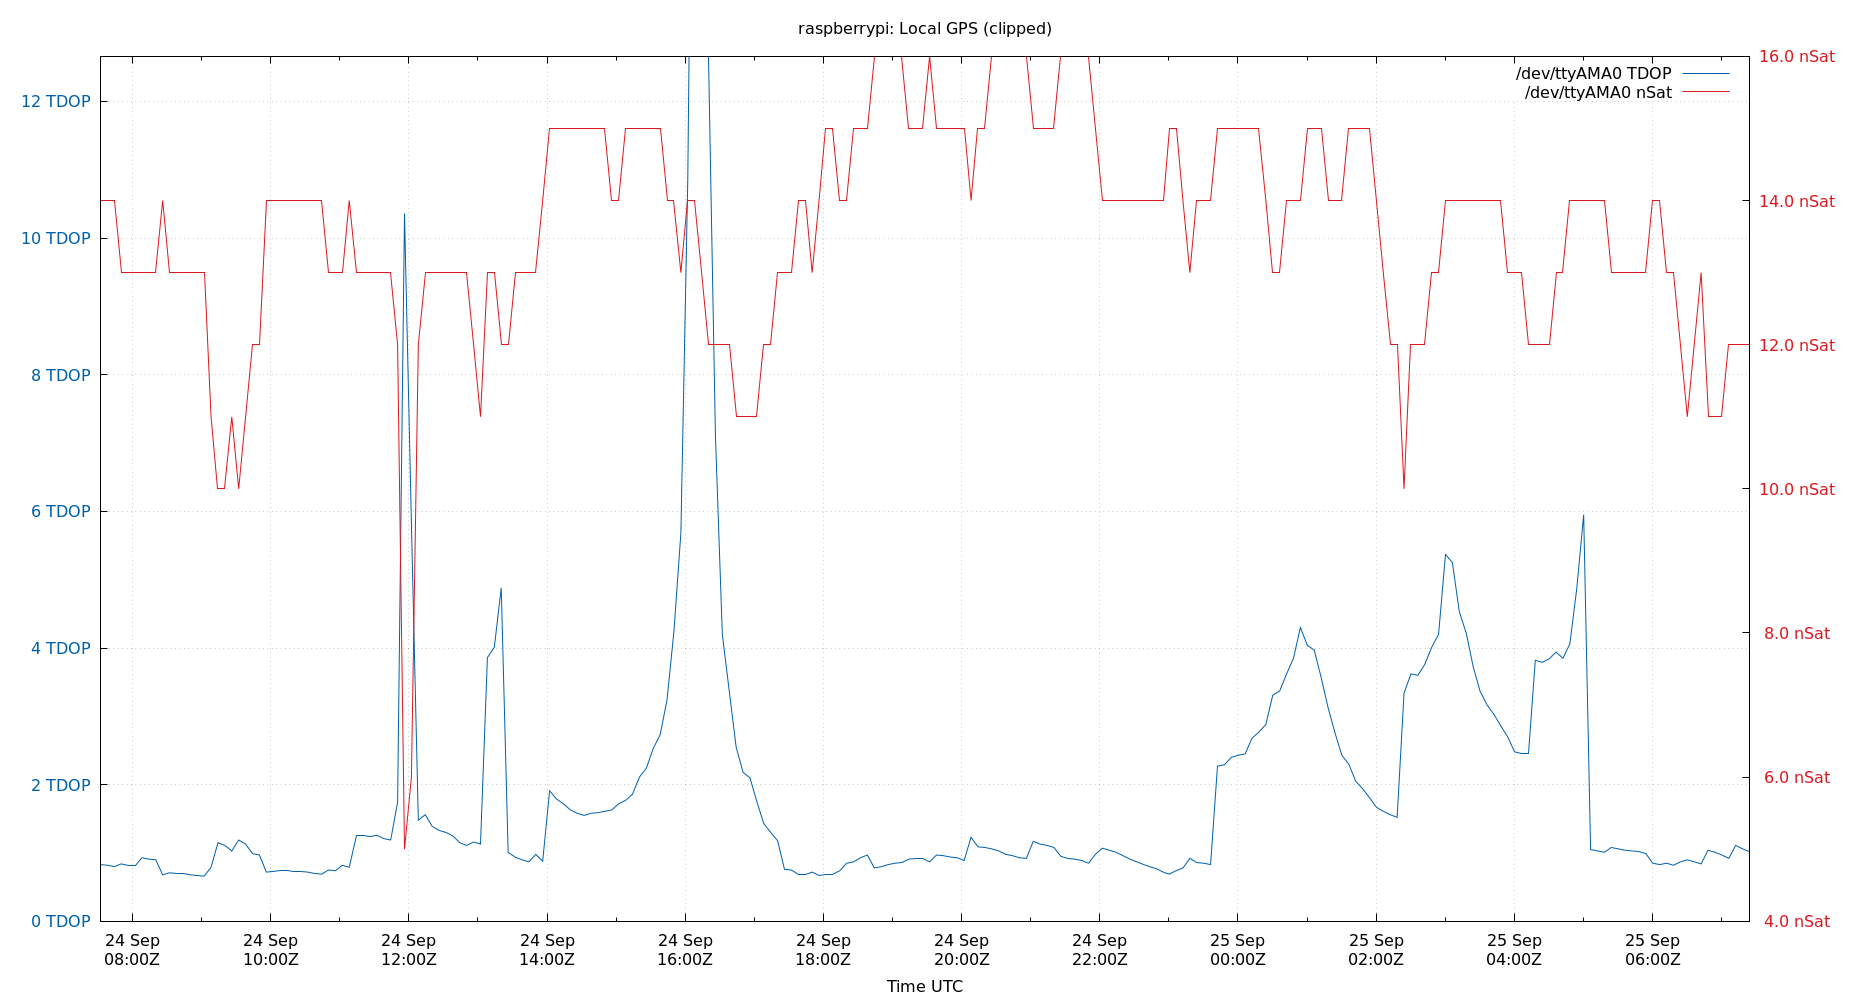 raspberrypi: Local GPS (clipped)
16.0 nSat
/dev/ttyAMA0 TDOP
/dev/ttyAMA0 nSat
12 TDOP
14.0 nSat
10 TDOP
12.0 nSat
8 TDOP
10.0 nSat
6 TDOP
8.0 nSat
4 TDOP
6.0 nSat
2 TDOP
4.0 nSat
0 TDOP
24 Sep 24 Sep 24 Sep 24 Sep 24 Sep 24 Sep 24 Sep 24 Sep 25 Sep 25 Sep 25 Sep 25 Sep
08:00Z 10:00Z 12:00Z 14:00Z 16:00Z 18:00Z 20:00Z 22:00Z 00:00Z 02:00Z 04:00Z 06:00Z
Time UTC